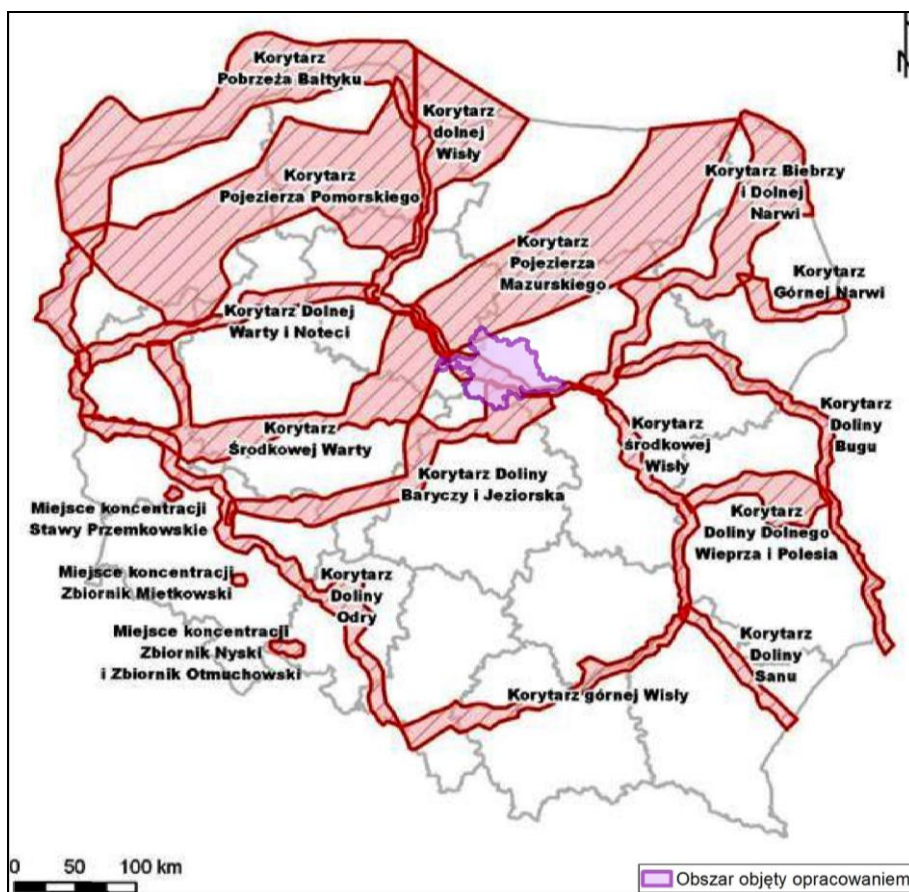 Korytarz
Pobrzeża Bałtyku
Korytarz
dolnej
Wisły
Korytarz
Pojezierza Pomorskiego
Korytarz Biebrzy
i Dolnej
Narwi
Korytarz
Pojezierza
Mazurskiego
Korytarz
Górnej Narwi
Korytarz Dolnej
Warty i Noteci
Korytarz
Środkowej Warty
Korytarz
środkowej
Wisły
Korytarz
Doliny
Bugu
Korytarz Doliny
Baryczy i Jeziorska
Miejsce koncentracji
Stawy Przemkowskie
Korytarz
Doliny Dolnego
Wieprza i Polesia
Miejsce koncentracji
Zbiornik Mietkowski
Korytarz
Doliny
Odry
Miejsce koncentracji
Zbiornik Nyski
i Zbiornik Otmuchowski
Korytarz
Doliny
Sanu
Korytarz górnej Wisły
0 50 100 km
Obszar objęty opracowaniem